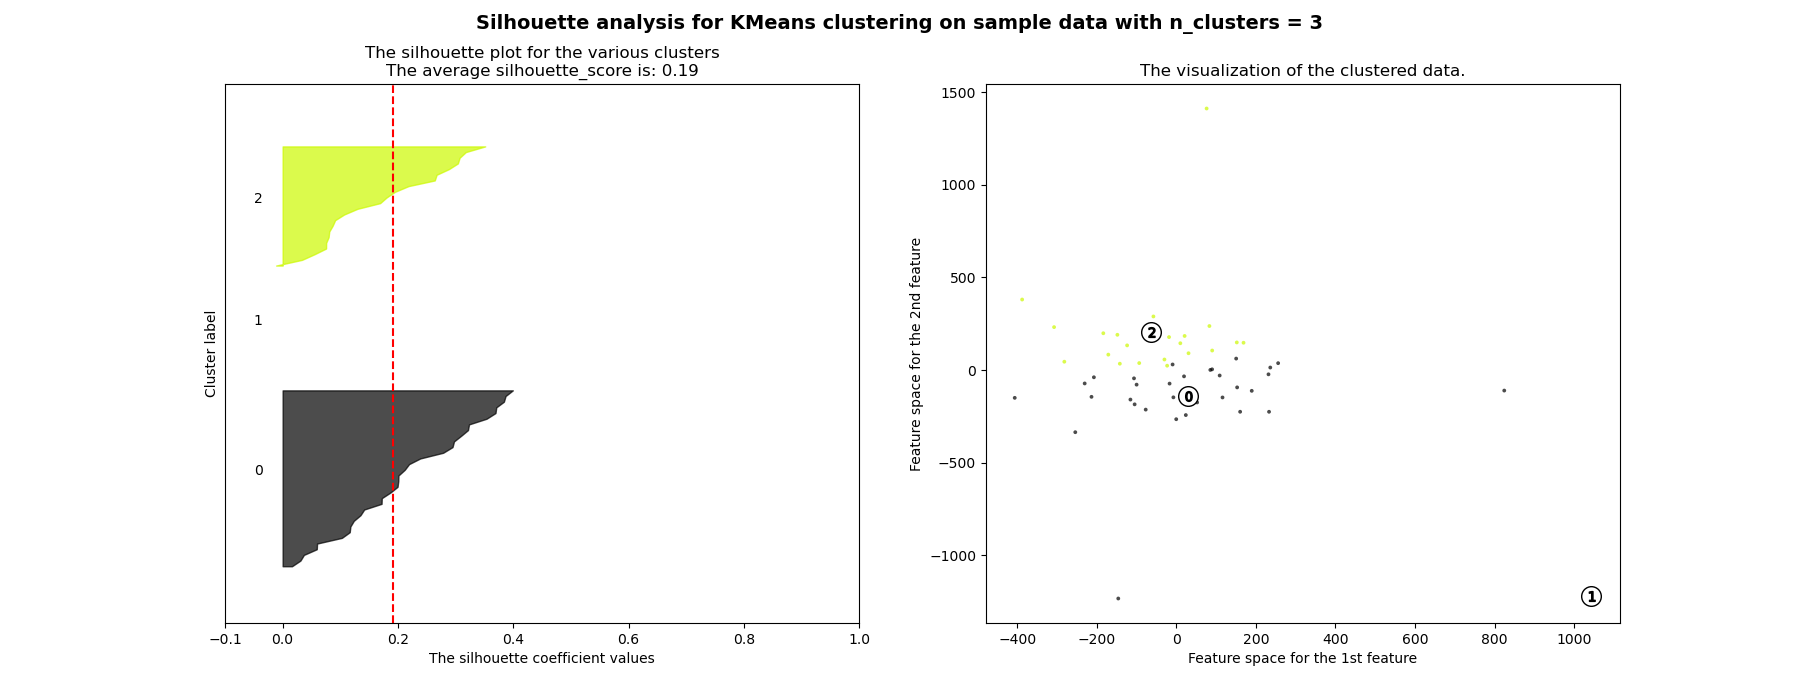 Silhouette analysis for KMeans clustering on sample data with n_clusters = 3
The silhouette plot for the various clusters
The average silhouette_score is: 0.19
Cluster label
2
1
0
−0.1 0.0 0.2 0.4 0.6 0.8 1.0
The silhouette coefficient values
The visualization of the clustered data.
Feature space for the 2nd feature
1500
1000
500
0
−500
−1000
2
0
1
−400 −200 0 200 400 600 800 1000
Feature space for the 1st feature